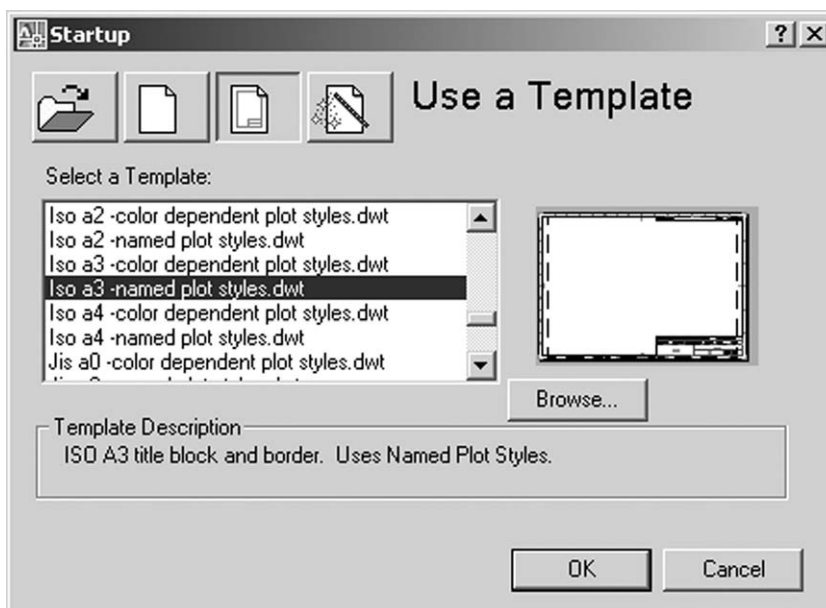 Startup
Use a Template
Select a Template:
Iso a2 -color dependent plot styles.dwt
Iso a2 -named plot styles.dwt
Iso a3 -color dependent plot styles.dwt
Iso a3 -named plot styles.dwt
Iso a4 -color dependent plot styles.dwt
Iso a4 -named plot styles.dwt
Jis a0 -color dependent plot styles.dwt
Browse...
Template Description
ISO A3 title block and border. Uses Named Plot Styles.
OK
Cancel